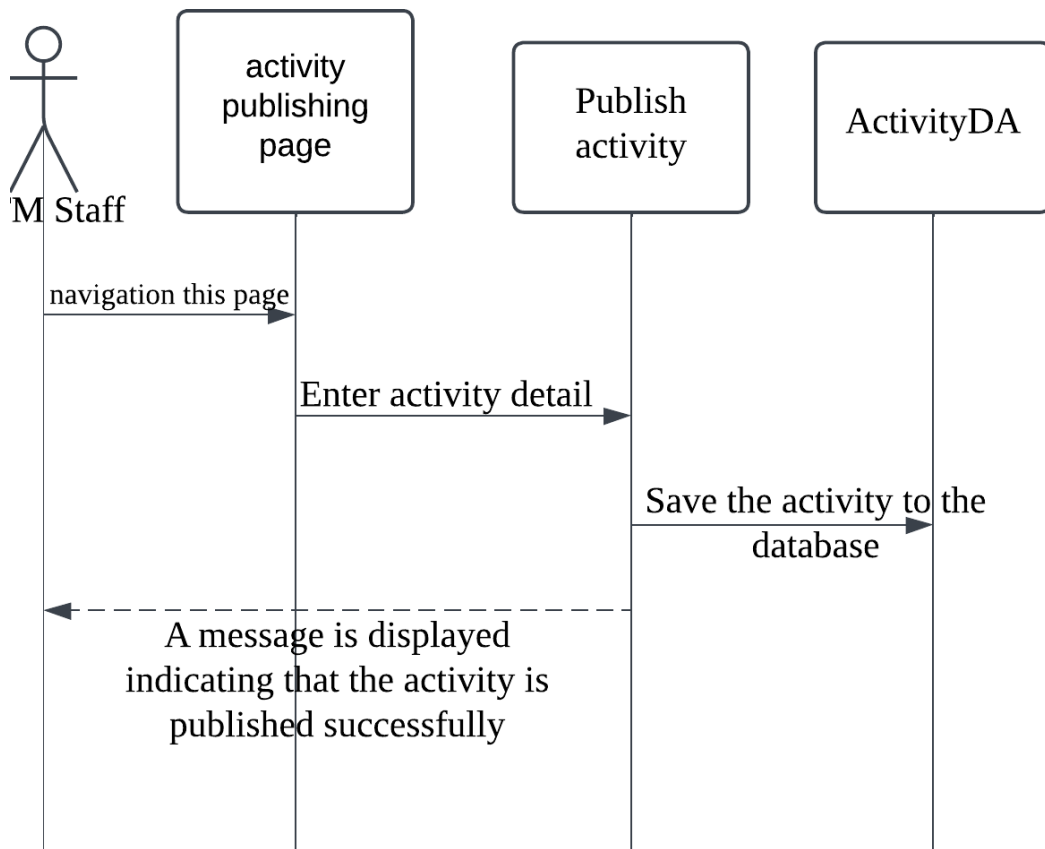 activity
publishing
page
Publish
activity
ActivityDA
'M Staff
navigation this page
Enter activity detail
Save the activity to the
database
A message is displayed
indicating that the activity is
published successfully